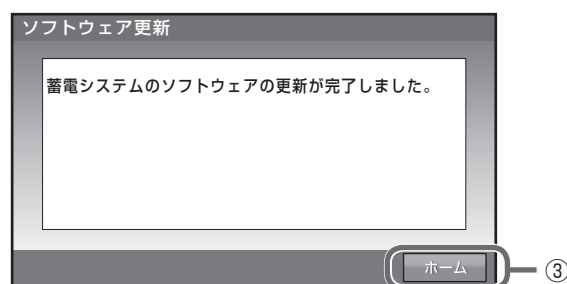 ソフトウェア更新
蓄電システムのソフトウェアの更新が完了しました。
ホーム
③